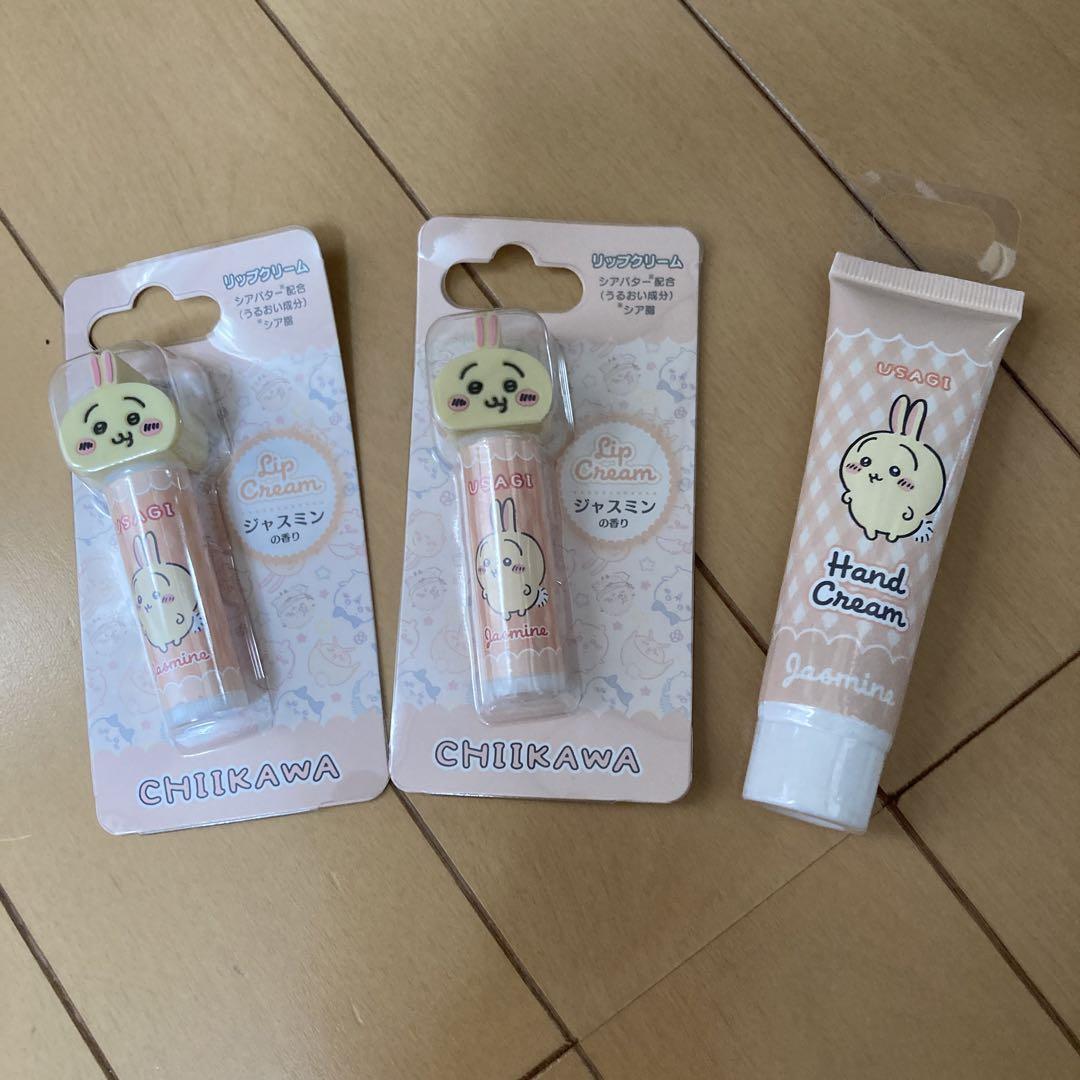 リップクリーム
シアバター※配合
(うるおい成分)
※シア脂
Lip
Cream
ジャスミン
の香り
USAGI
Jasmine
CHIIKAWA
リップクリーム
シアバター※配合
(うるおい成分)
※シア脂
Lip
Cream
ジャスミン
の香り
USAGI
Jasmine
CHIIKAWA
USAGI
Hand
Cream
Jasmine